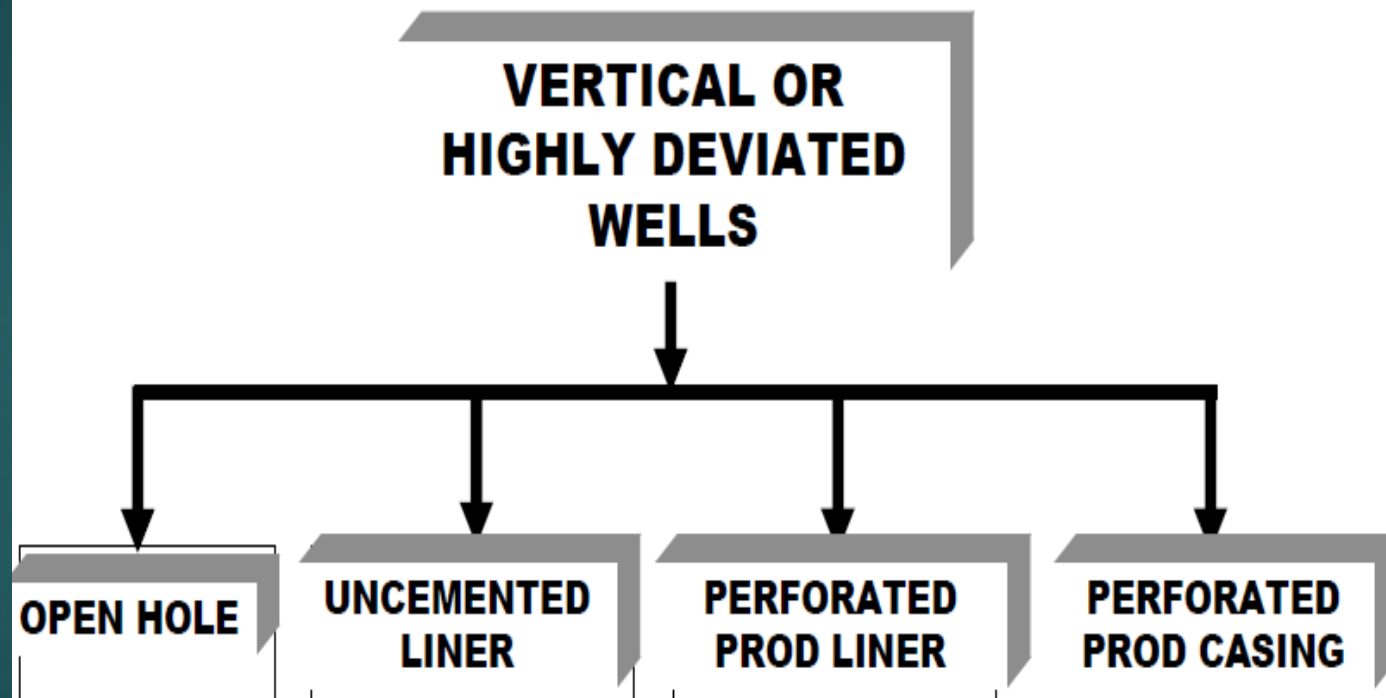 VERTICAL OR
HIGHLY DEVIATED
WELLS
OPEN HOLE
UNCEMENTED
LINER
PERFORATED
PROD LINER
PERFORATED
PROD CASING